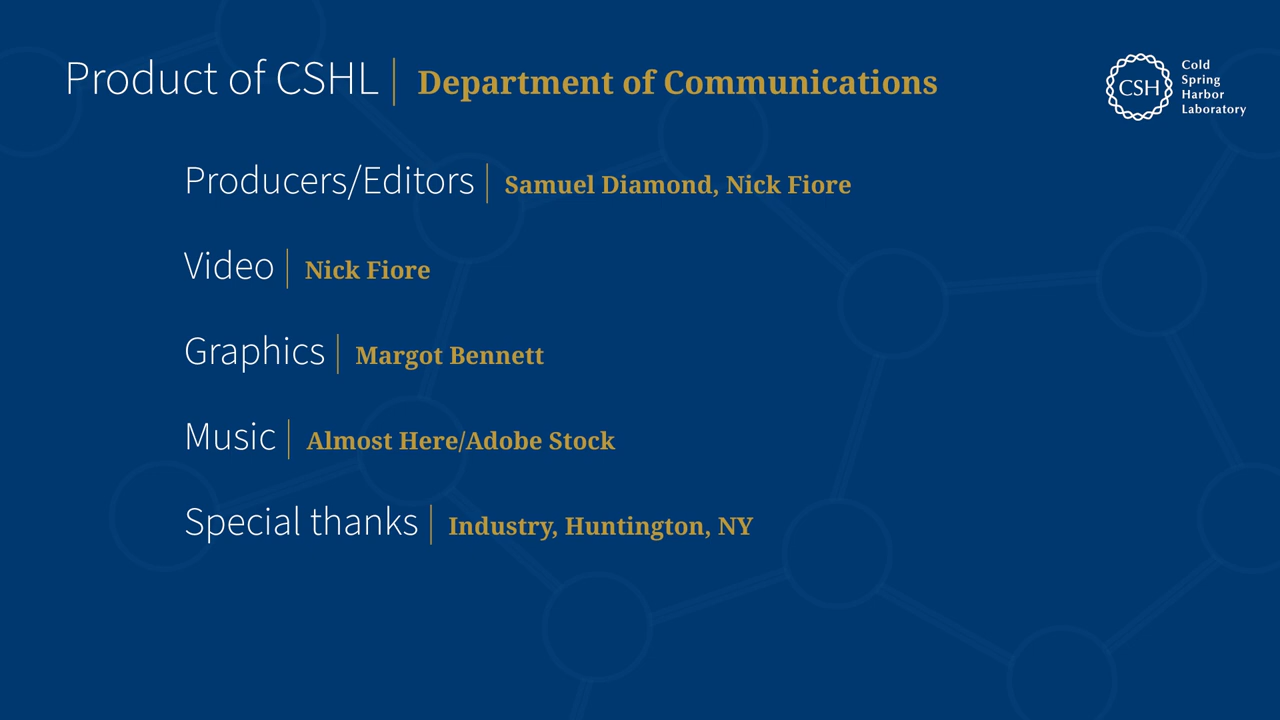 Product of CSHL | Department of Communications
CSH
Cold
Spring
Harbor
Laboratory
Producers/Editors | Samuel Diamond, Nick Fiore
Video | Nick Fiore
Graphics | Margot Bennett
Music | Almost Here/Adobe Stock
Special thanks | Industry, Huntington, NY